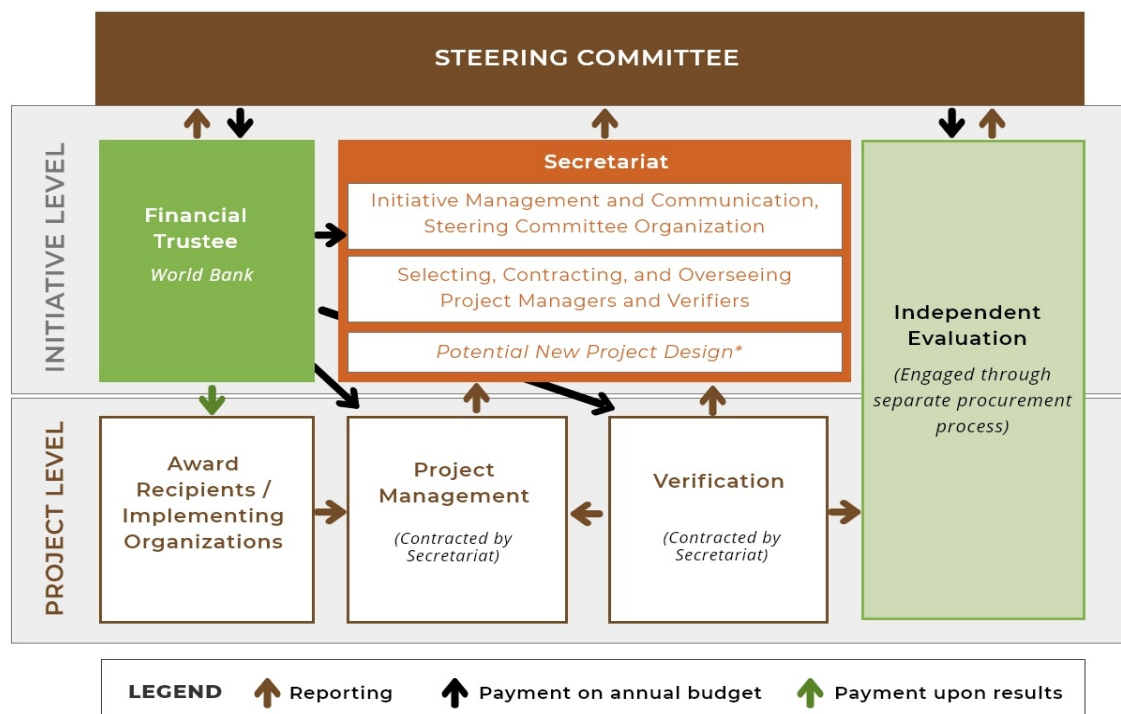 STEERING COMMITTEE
INITIATIVE LEVEL
Financial
Trustee
World Bank
Secretariat
Initiative Management and Communication,
Steering Committee Organization
Selecting, Contracting, and Overseeing
Project Managers and Verifiers
Potential New Project Design*
Independent
Evaluation
(Engaged through
separate procurement
process)
PROJECT LEVEL
Award
Recipients /
Implementing
Organizations
Project
Management
(Contracted by
Secretariat)
Verification
(Contracted by
Secretariat)
LEGEND
Reporting
Payment on annual budget
Payment upon results